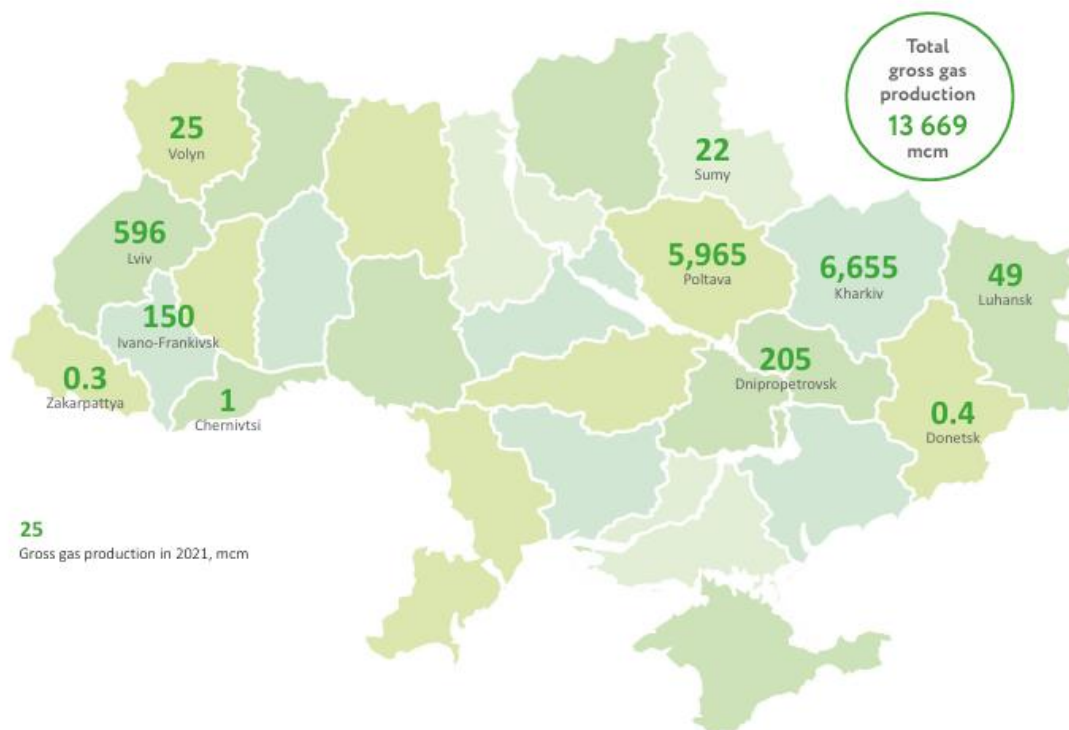 Total
gross gas
production
13 669
mcm
25
Volyn
22
Sumy
596
Lviv
5,965
Poltava
6,655
Kharkiv
49
Luhansk
150
Ivano-Frankivsk
205
Dnipropetrovsk
0.3
Zakarpattya
1
Chernivtsi
0.4
Donetsk
25
Gross gas production in 2021, mcm